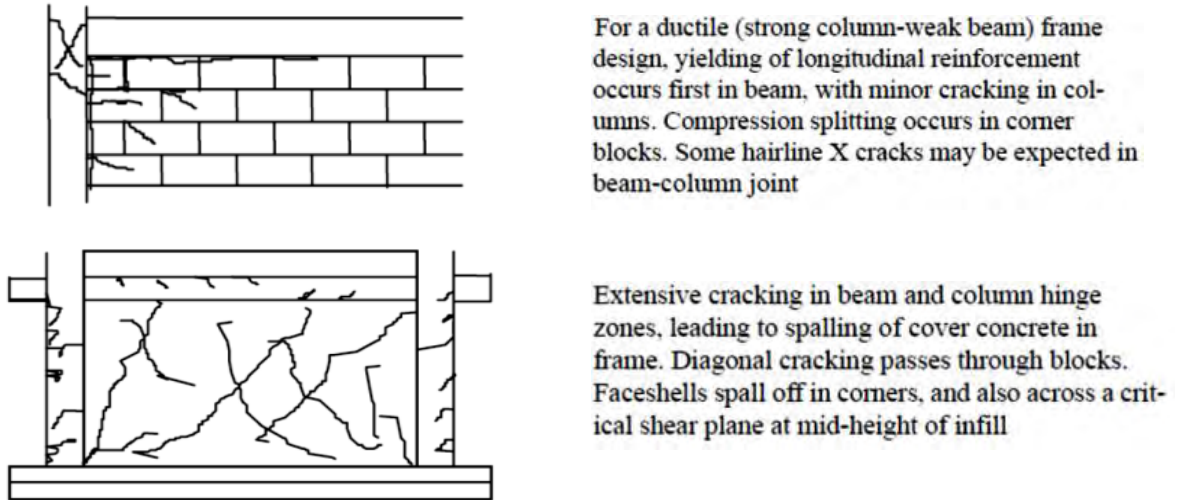 For a ductile (strong column-weak beam) frame
design, yielding of longitudinal reinforcement
occurs first in beam, with minor cracking in col-
umns. Compression splitting occurs in corner
blocks. Some hairline X cracks may be expected in
beam-column joint
Extensive cracking in beam and column hinge
zones, leading to spalling of cover concrete in
frame. Diagonal cracking passes through blocks.
Faceshells spall off in corners, and also across a crit-
ical shear plane at mid-height of infill